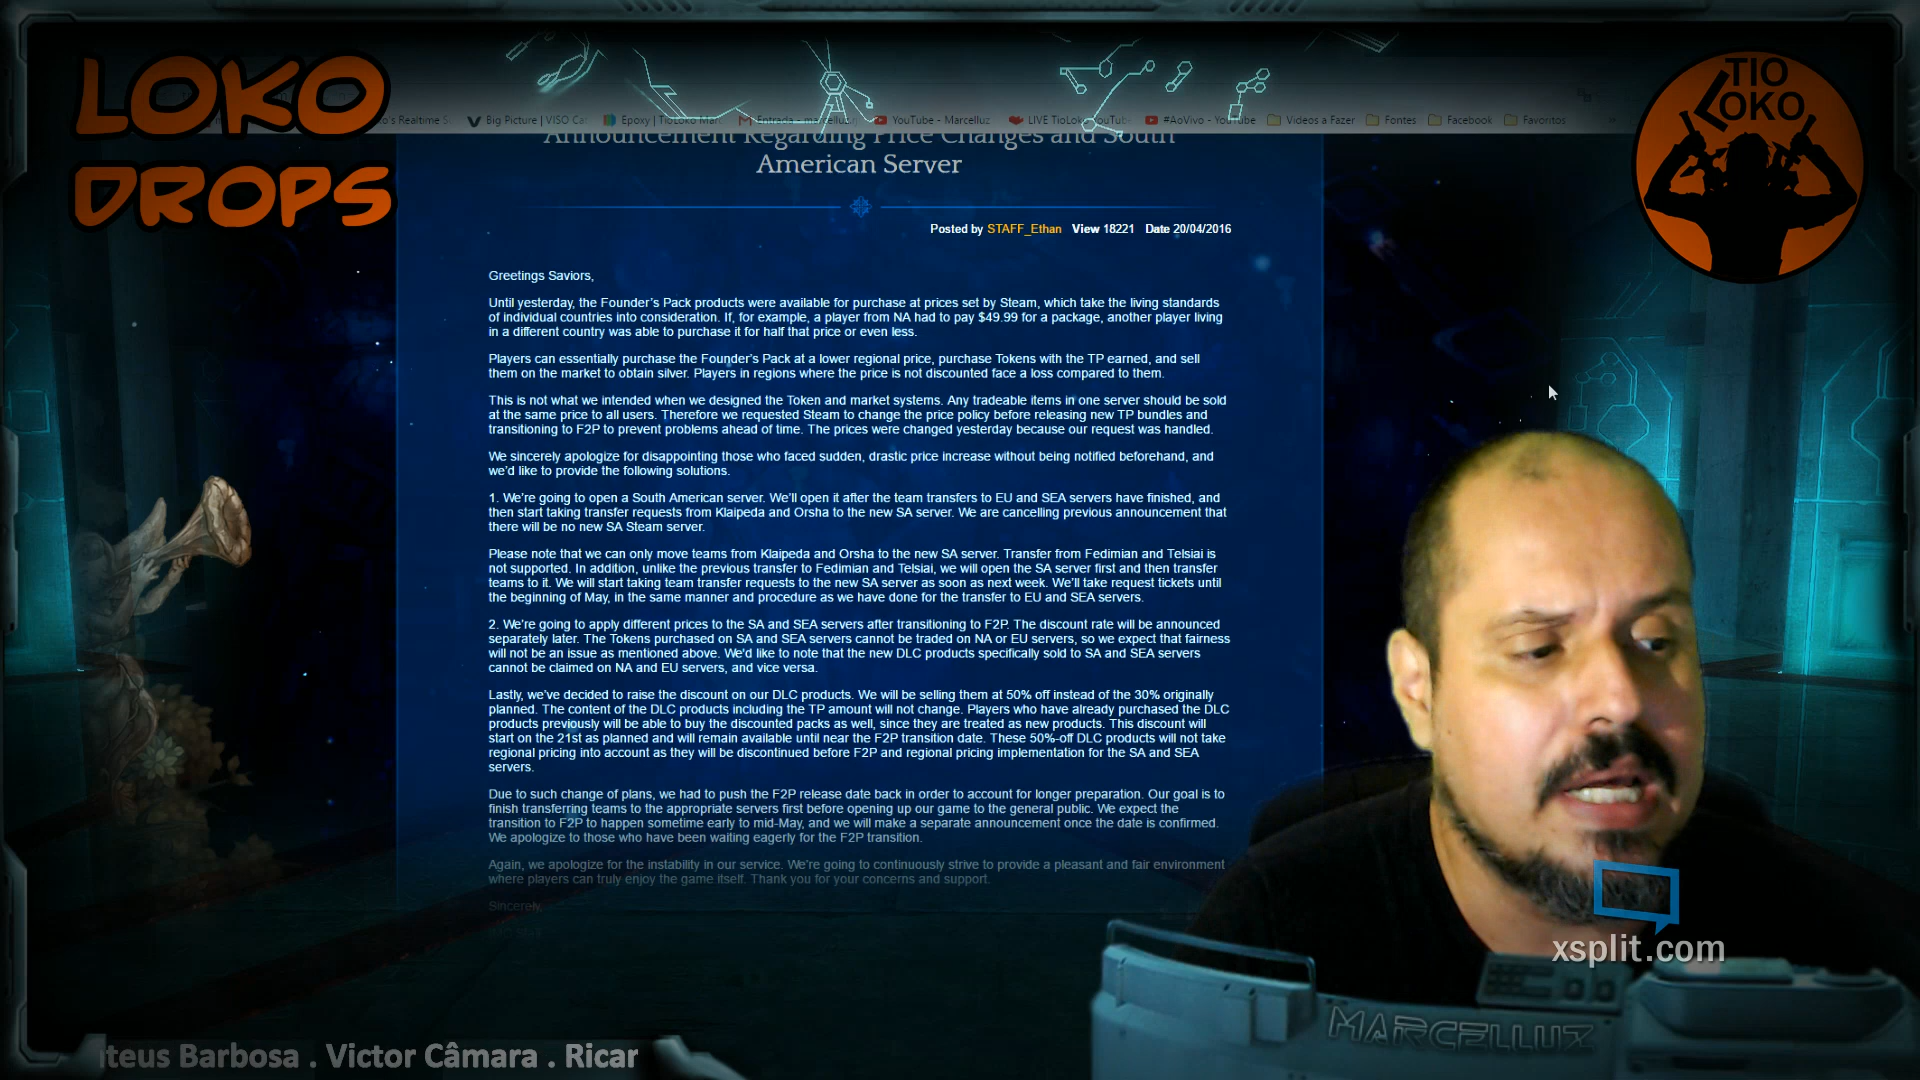 LOKO
DROPS
TIO
LOKO
Big Picture | VISO Ca
Epoxy | TioLoko Mar
YouTube - Marcelluz
LIVE TioLoko YouTube
#AoVivo - YouTube
Videos a Fazer
Fontes
Facebook
Favoritos
Announcement Regarding Price Changes and South
American Server
Posted by STAFF_Ethan View 18221 Date 20/04/2016
Greetings Saviors,
Until yesterday, the Founder's Pack products were available for purchase at prices set by Steam, which take the living standards
of individual countries into consideration. If, for example, a player from NA had to pay $49.99 for a package, another player living
in a different country was able to purchase it for half that price or even less.
Players can essentially purchase the Founder's Pack at a lower regional price, purchase Tokens with the TP earned, and sell
them on the market to obtain silver. Players in regions where the price is not discounted face a loss compared to them.
This is not what we intended when we designed the Token and market systems. Any tradeable items in one server should be sold
at the same price to all users. Therefore we requested Steam to change the price policy before releasing new TP bundles and
transitioning to F2P to prevent problems ahead of time. The prices were changed yesterday because our request was handled.
We sincerely apologize for disappointing those who faced sudden, drastic price increase without being notified beforehand, and
we'd like to provide the following solutions.
1. We're going to open a South American server. We'll open it after the team transfers to EU and SEA servers have finished, and
then start taking transfer requests from Klaipeda and Orsha to the new SA server. We are cancelling previous announcement that
there will be no new SA Steam server.
Please note that we can only move teams from Klaipeda and Orsha to the new SA server. Transfer from Fedimian and Telsiai is
not supported. In addition, unlike the previous transfer to Fedimian and Telsiai, we will open the SA server first and then transfer
teams to it. We will start taking team transfer requests to the new SA server as soon as next week. We'll take request tickets until
the beginning of May, in the same manner and procedure as we have done for the transfer to EU and SEA servers.
2. We're going to apply different prices to the SA and SEA servers after transitioning to F2P. The discount rate will be announced
separately later. The Tokens purchased on SA and SEA servers cannot be traded on NA or EU servers, so we expect that fairness
will not be an issue as mentioned above. We'd like to note that the new DLC products specifically sold to SA and SEA servers
cannot be claimed on NA and EU servers, and vice versa.
Lastly, we've decided to raise the discount on our DLC products. We will be selling them at 50% off instead of the 30% originally
planned. The content of the DLC products including the TP amount will not change. Players who have already purchased the DLC
products previously will be able to buy the discounted packs as well, since they are treated as new products. This discount will
start on the 21st as planned and will remain available until near the F2P transition date. These 50%-off DLC products will not take
regional pricing into account as they will be discontinued before F2P and regional pricing implementation for the SA and SEA
servers.
Due to such change of plans, we had to push the F2P release date back in order to account for longer preparation. Our goal is to
finish transferring teams to the appropriate servers first before opening up our game to the general public. We expect the
transition to F2P to happen sometime early to mid-May, and we will make a separate announcement once the date is confirmed.
We apologize to those who have been waiting eagerly for the F2P transition.
Again, we apologize for the instability in our service. We're going to continuously strive to provide a pleasant and fair environment
where players can truly enjoy the game itself. Thank you for your concerns and support.
Sincerely,
xsplit.com
MARCELLUZ
teus Barbosa . Victor Câmara . Ricar